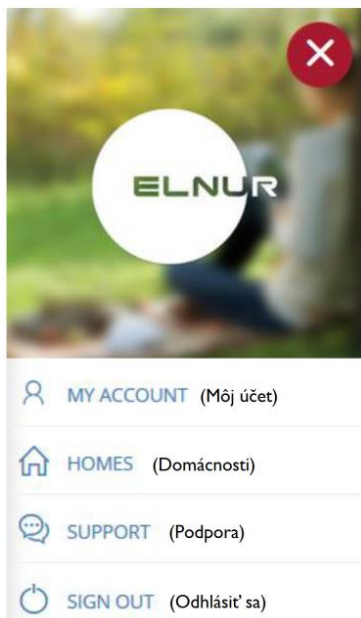 ELNUR
MY ACCOUNT (Môj účet)
HOMES (Domácnosti)
SUPPORT (Podpora)
SIGN OUT (Odhlásiť sa)